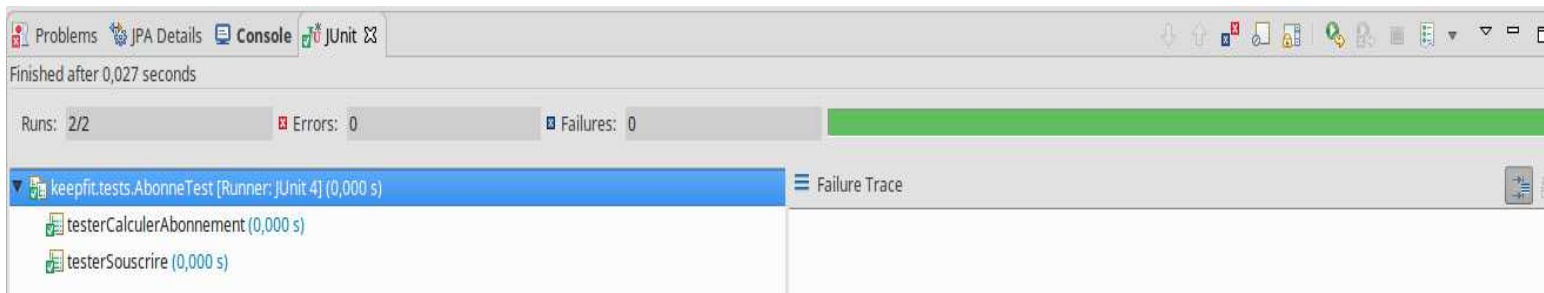 Problems JPA Details Console JUnit
Finished after 0,027 seconds
Runs: 2/2 Errors: 0 Failures: 0
keepfit.tests.AbonneTest [Runner: JUnit 4] (0,000 s)
Failure Trace
testerCalculerAbonnement (0,000 s)
testerSouscrire (0,000 s)